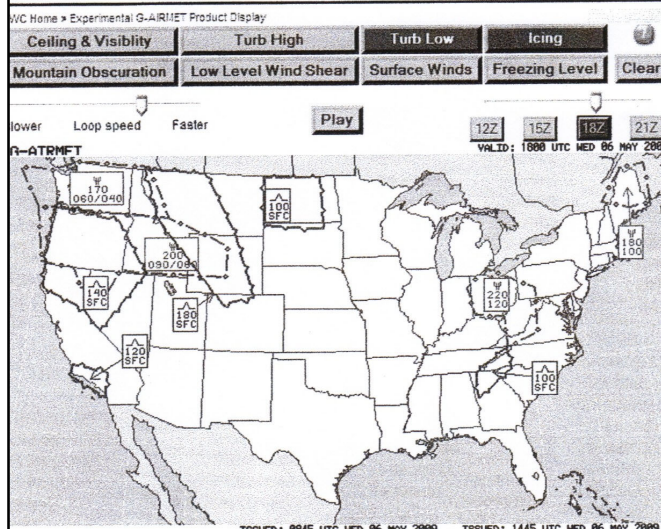 WC Home » Experimental G-AIRMET Product Display
Ceiling & Visiblity Turb High Turb Low Icing
Mountain Obscuration Low Level Wind Shear Surface Winds Freezing Level Clear
lower Loop speed Faster Play 12Z 15Z 18Z 21Z
G-AIRMET VALID: 1800 UTC WED 06 MAY 200
170
060/040
100
SFC
200
090/080
180
100
140
SFC
180
SFC
220
120
120
SFC
100
SFC
ISSUED: 0845 UTC WED 06 MAY 2009 ISSUED: 1445 UTC WED 06 MAY 2009